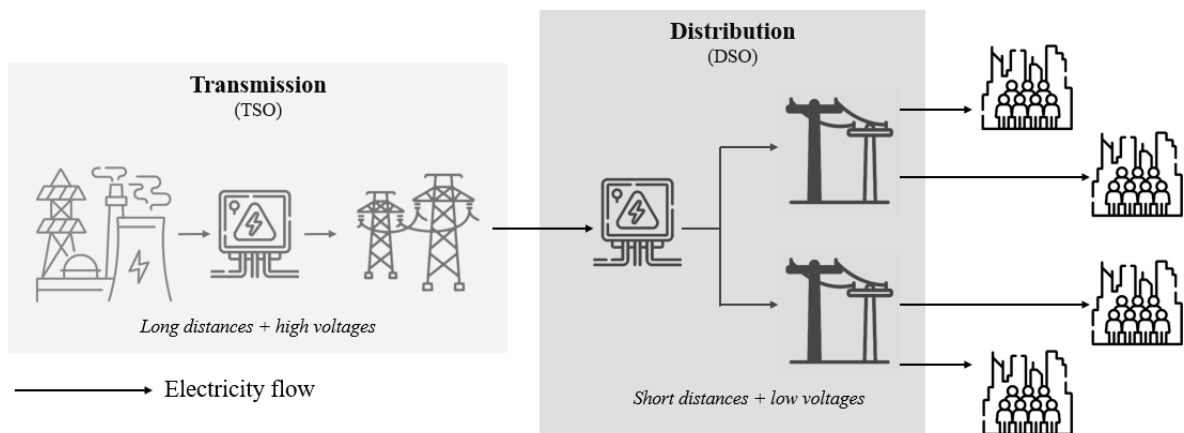 Transmission
(TSO)
Long distances + high voltages
Electricity flow
Distribution
(DSO)
Short distances + low voltages